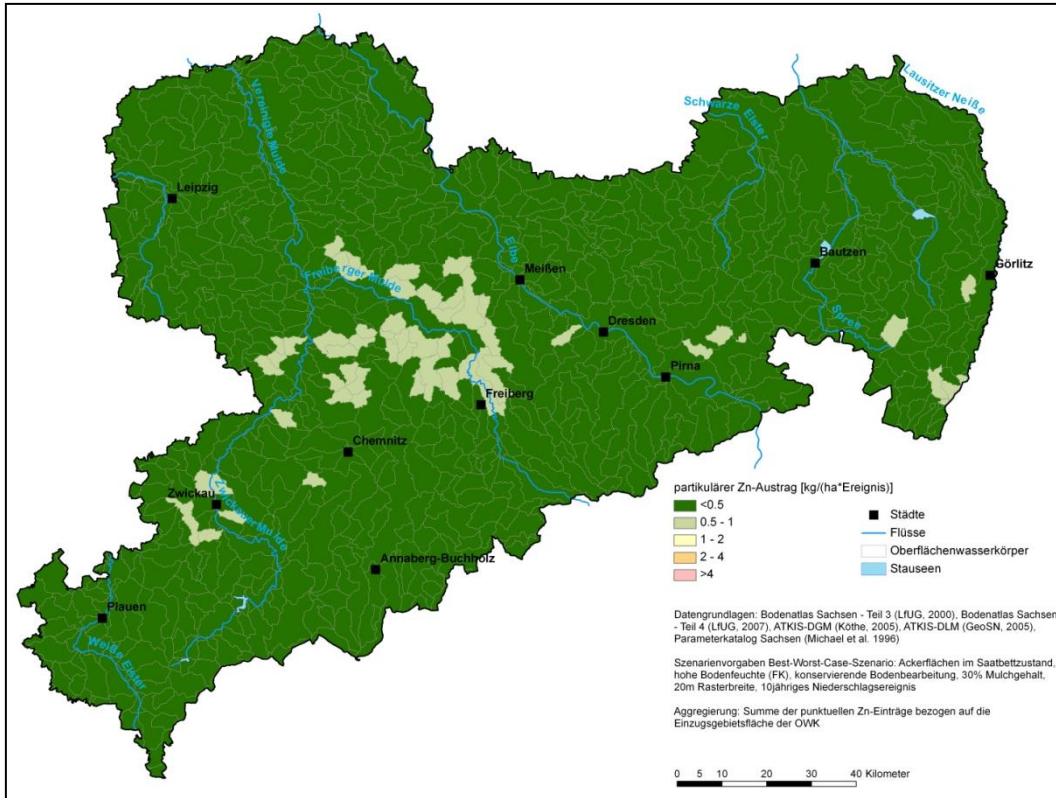 Lausitzer Neiße
Schwarze Elster
Vereinigte Mulde
Leipzig
Elbe
Bautzen
Görlitz
Meißen
Freiberger Mulde
Spree
Dresden
Pirna
Freiberg
Chemnitz
Zwickau
Zwickauer Mulde
Annaberg-Buchholz
Plauen
Weiße Elster
partikulärer Zn-Austrag [kg/(ha*Ereignis)]
<0.5
0.5 - 1
1 - 2
2 - 4
>4
Städte
Flüsse
Oberflächenwasserkörper
Stauseen
Datengrundlagen: Bodenatlas Sachsen - Teil 3 (LfUG, 2000), Bodenatlas Sachsen
- Teil 4 (LfUG, 2007), ATKIS-DGM (Köthe, 2005), ATKIS-DLM (GeoSN, 2005),
Parameterkatalog Sachsen (Michael et al. 1996)
Szenarienvorgaben Best-Worst-Case-Szenario: Ackerflächen im Saatbettzustand,
hohe Bodenfeuchte (FK), konservierende Bodenbearbeitung, 30% Mulchgehalt,
20m Rasterbreite, 10jähriges Niederschlagsereignis
Aggregierung: Summe der punktuellen Zn-Einträge bezogen auf die
Einzugsgebietsfläche der OWK
0 5 10 20 30 40 Kilometer